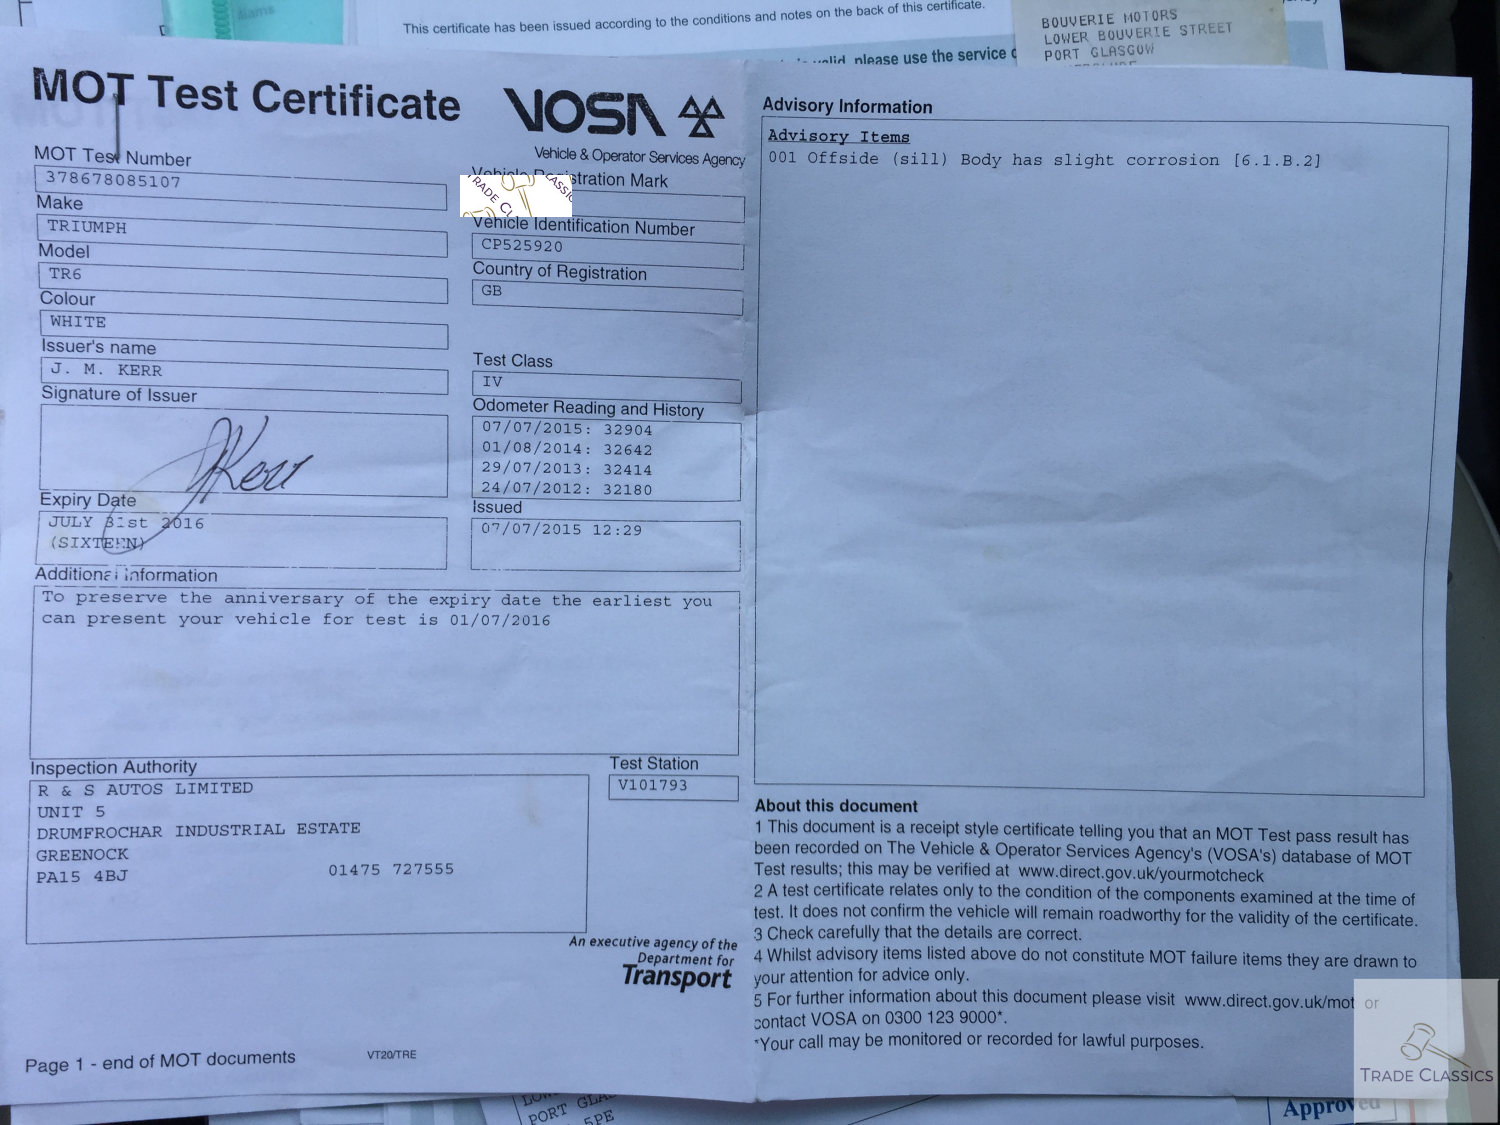 This certificate has been issued according to the conditions and notes on the back of this certificate.
valid, please use the service
BOUVERIE MOTORS
LOWER BOUVERIE STREET
PORT GLASGOW
MOT Test Certificate
VOSA
Vehicle & Operator Services Agency
MOT Test Number
378678085107
Make
TRIUMPH
Model
TR6
Colour
WHITE
Issuer's name
J. M. KERR
Signature of Issuer
JKerr
Expiry Date
JULY 31st 2016
(SIXTEEN)
Vehicle Registration Mark
TRADE CL
CLASSIC
Vehicle Identification Number
CP525920
Country of Registration
GB
Test Class
IV
Odometer Reading and History
07/07/2015: 32904
01/08/2014: 32642
29/07/2013: 32414
24/07/2012: 32180
Issued
07/07/2015 12:29
Additional information
To preserve the anniversary of the expiry date the earliest you
can present your vehicle for test is 01/07/2016
Inspection Authority
R & S AUTOS LIMITED
UNIT 5
DRUMFROCHAR INDUSTRIAL ESTATE
GREENOCK
PA15 4BJ
01475 727555
Test Station
V101793
An executive agency of the
Department for
Transport
Page 1 - end of MOT documents
VT20/TRE
Advisory Information
Advisory Items
001 Offside (sill) Body has slight corrosion [6.1.B.2]
About this document
1 This document is a receipt style certificate telling you that an MOT Test pass result has
been recorded on The Vehicle & Operator Services Agency's (VOSA's) database of MOT
Test results; this may be verified at www.direct.gov.uk/yourmotcheck
2 A test certificate relates only to the condition of the components examined at the time of
test. It does not confirm the vehicle will remain roadworthy for the validity of the certificate.
3 Check carefully that the details are correct.
4 Whilst advisory items listed above do not constitute MOT failure items they are drawn to
your attention for advice only.
5 For further information about this document please visit www.direct.gov.uk/mot or
contact VOSA on 0300 123 9000*.
*Your call may be monitored or recorded for lawful purposes.
TRADE CLASSICS
PORT GLA
5PE
Approved